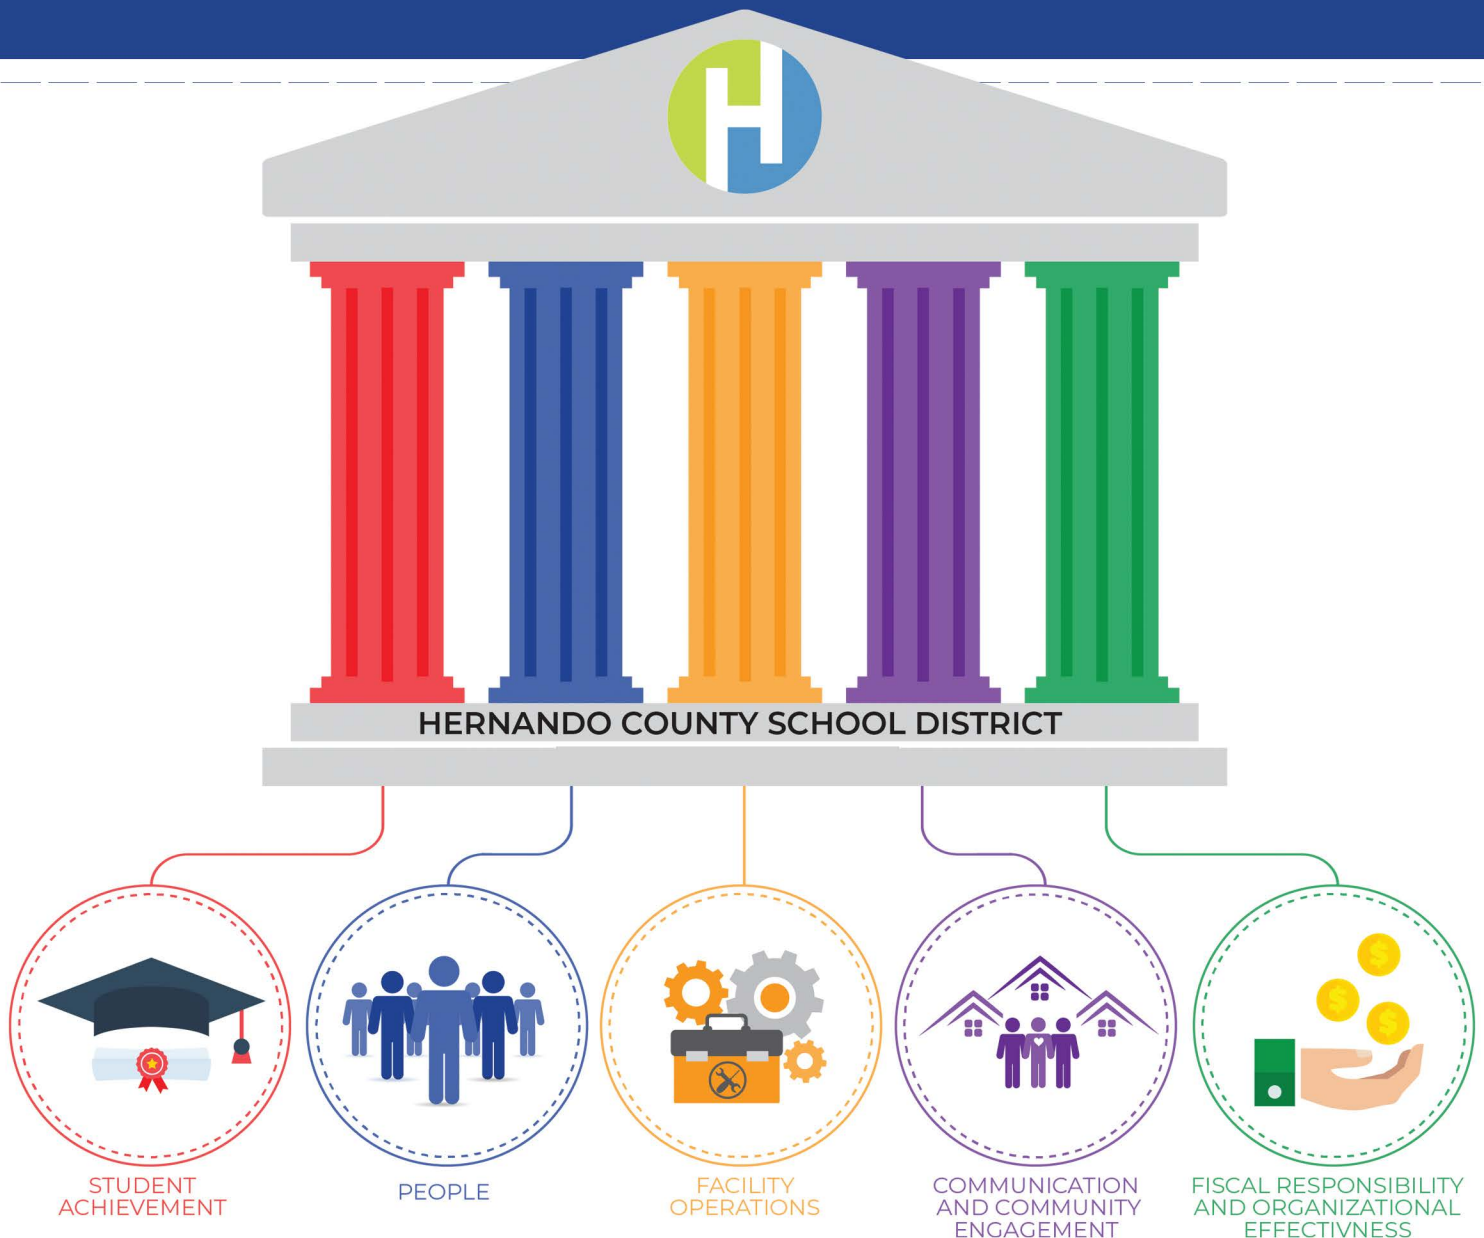 H
HERNANDO COUNTY SCHOOL DISTRICT
STUDENT
ACHIEVEMENT
PEOPLE
FACILITY
OPERATIONS
COMMUNICATION
AND COMMUNITY
ENGAGEMENT
$
$
$
FISCAL RESPONSIBILITY
AND ORGANIZATIONAL
EFFECTIVNESS